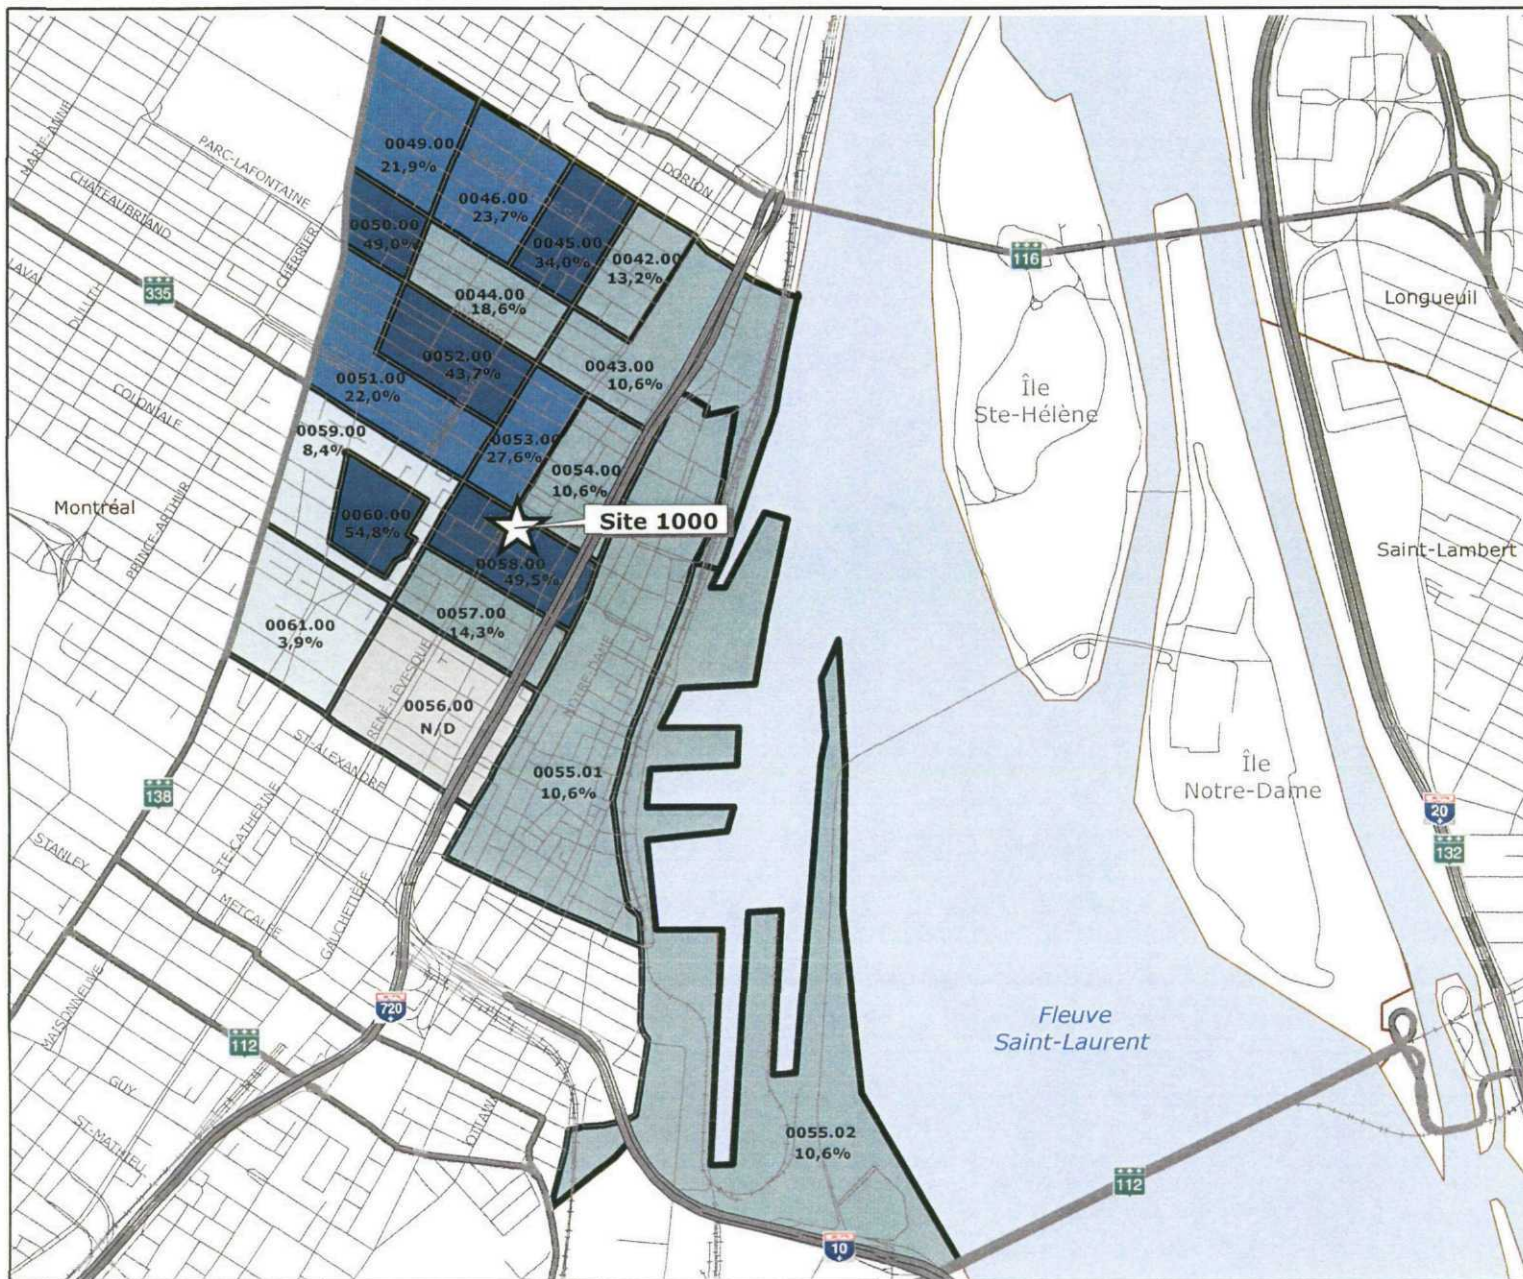 MARIE-ANNE
PARC-LAFONTAINE
CHATEAUBRIAND
CHERRIER
LAVAL
335
COLONIALE
PRINCE-ARTHUR
Montréal
DORION
0049.00
21,9%
0046.00
23,7%
0050.00
49,0%
0045.00
34,0%
0042.00
13,2%
0044.00
18,6%
0052.00
43,7%
0043.00
10,6%
0051.00
22,0%
0059.00
8,4%
0053.00
27,6%
0054.00
10,6%
0060.00
54,8%
Site 1000
0058.00
49,5%
0057.00
14,3%
0061.00
3,9%
RENÉ-LÉVESQUE
NOTRE-DAME
0056.00
N/D
0055.01
10,6%
ST-ALEXANDRE
138
STE-CATHERINE
STANLEY
METCALFE
GAUCHETIÈRE
MAISONNEUVE
720
112
GUY
ST-MATHIEU
OTTAWA
0055.02
10,6%
10
112
116
Longueuil
Île
Ste-Hélène
Saint-Lambert
Île
Notre-Dame
20
132
Fleuve
Saint-Laurent